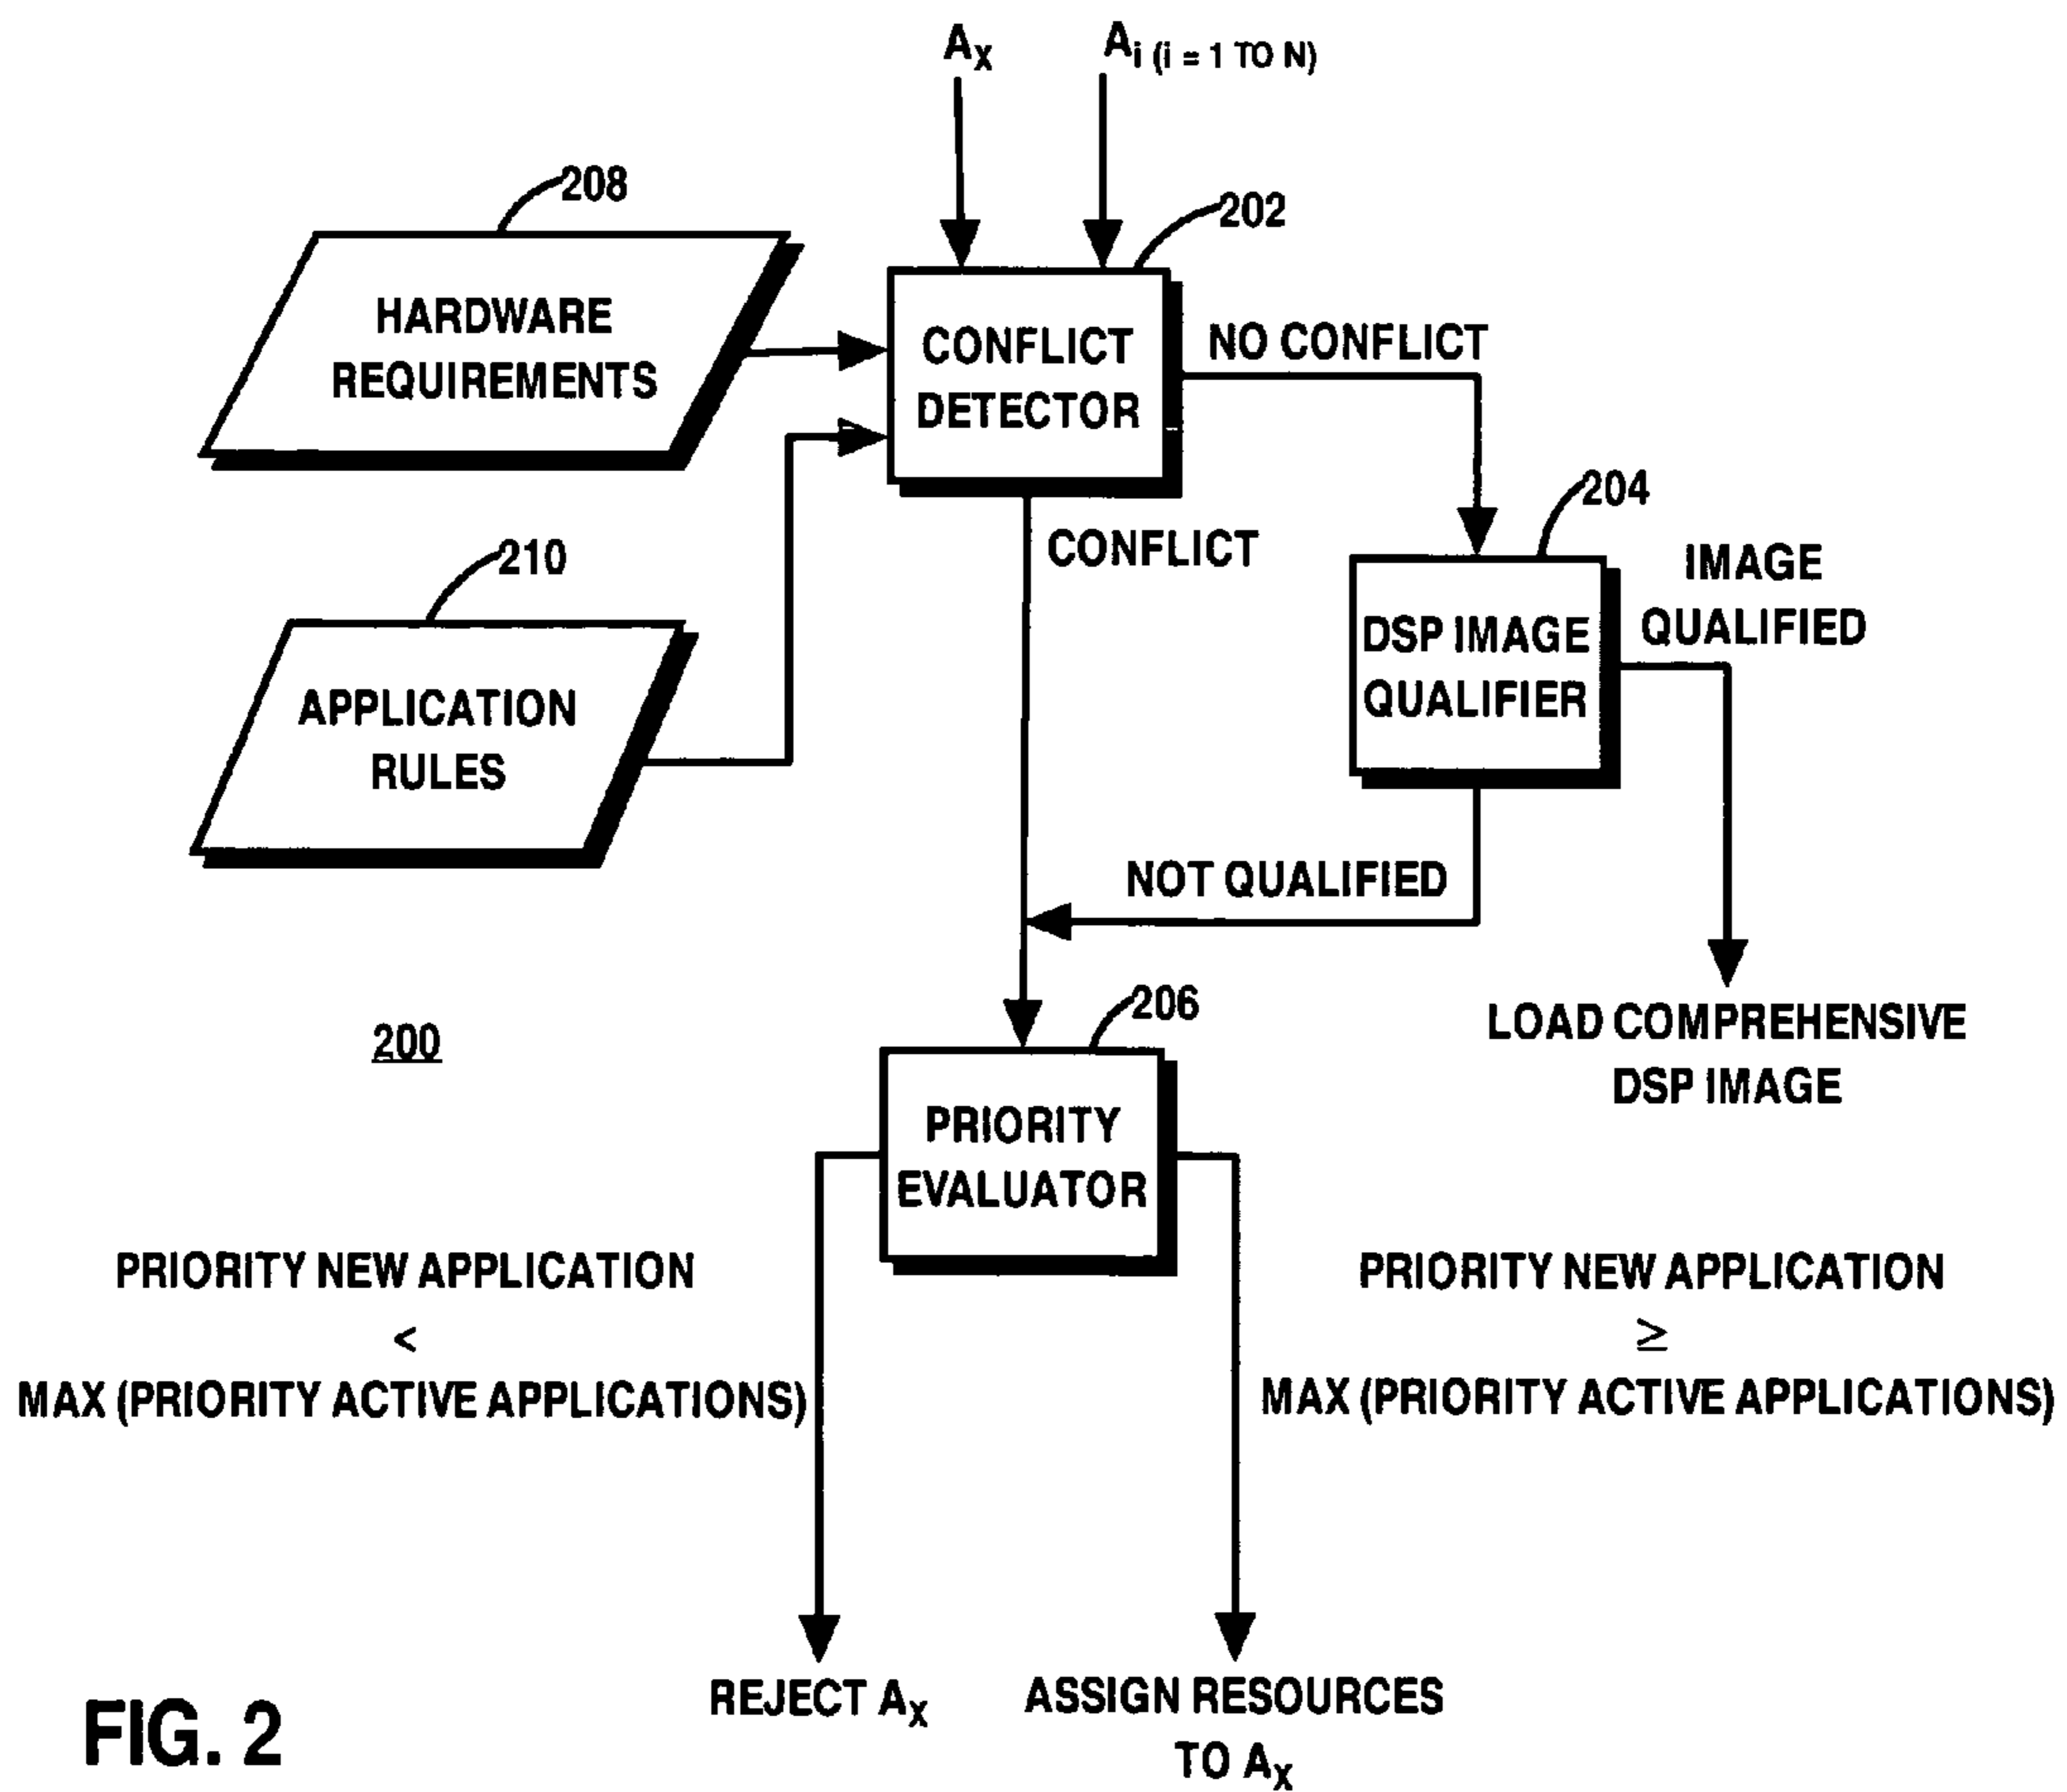 Ax
Ai (i = 1 TO N)
208
202
HARDWARE
REQUIREMENTS
CONFLICT
DETECTOR
NO CONFLICT
204
210
CONFLICT
IMAGE
QUALIFIED
DSP IMAGE
QUALIFIER
APPLICATION
RULES
NOT QUALIFIED
206
200
LOAD COMPREHENSIVE
DSP IMAGE
PRIORITY
EVALUATOR
PRIORITY NEW APPLICATION
<
MAX (PRIORITY ACTIVE APPLICATIONS)
PRIORITY NEW APPLICATION
≥
MAX (PRIORITY ACTIVE APPLICATIONS)
REJECT Ax
ASSIGN RESOURCES
TO Ax
FIG. 2